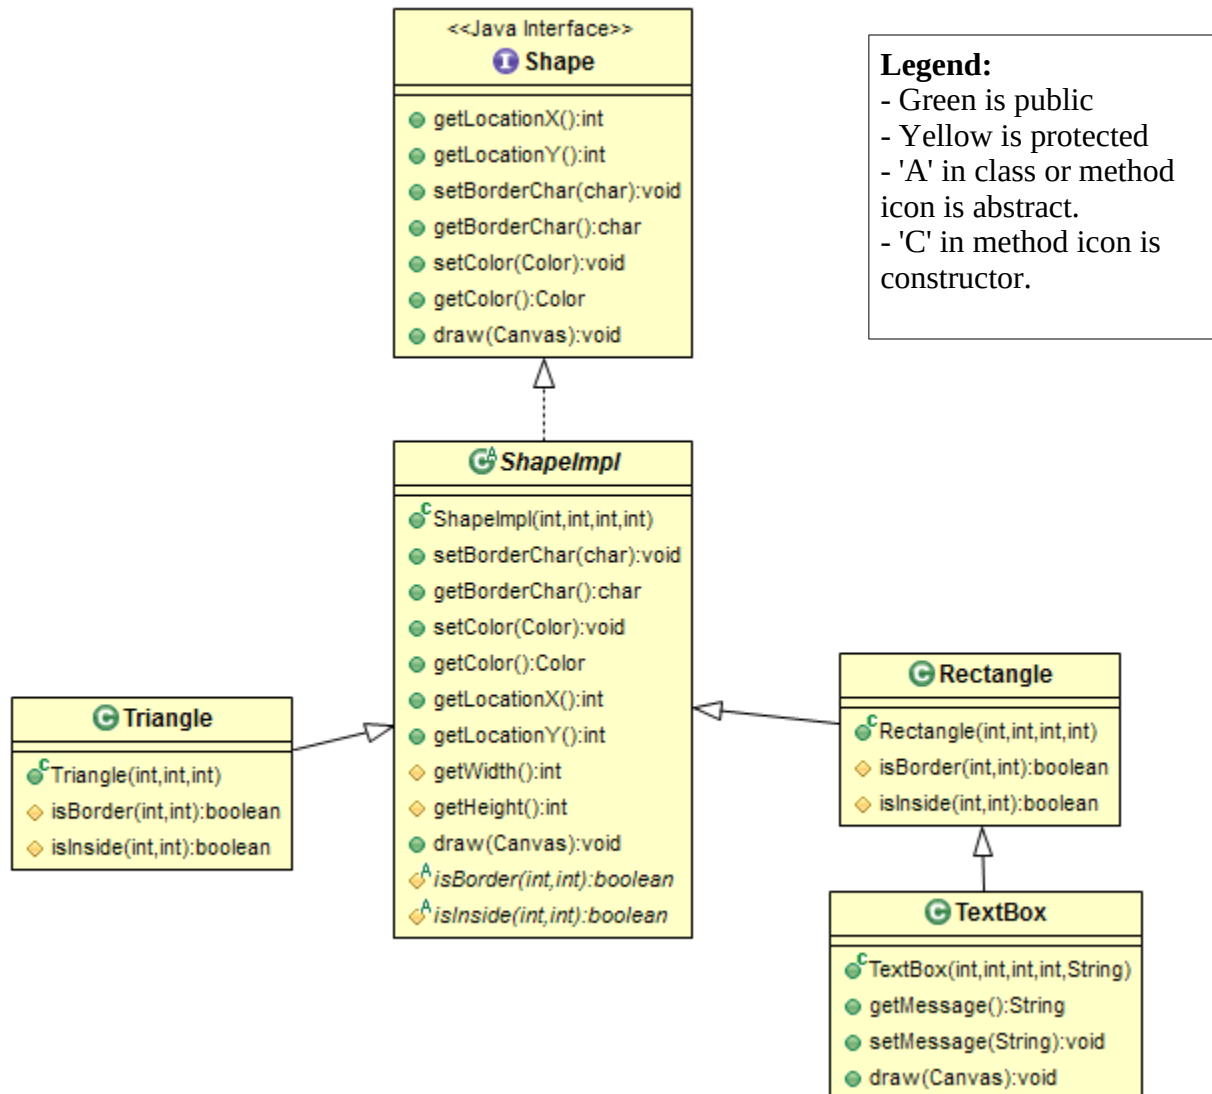 <<Java Interface>>
I Shape
getLocationX():int
getLocationY():int
setBorderChar(char):void
getBorderChar():char
setColor(Color):void
getColor():Color
draw(Canvas):void
Legend:
- Green is public
- Yellow is protected
- 'A' in class or method
icon is abstract.
- 'C' in method icon is
constructor.
C A ShapeImpl
C ShapeImpl(int,int,int,int)
setBorderChar(char):void
getBorderChar():char
setColor(Color):void
getColor():Color
getLocationX():int
getLocationY():int
getWidth():int
getHeight():int
draw(Canvas):void
A isBorder(int,int):boolean
A isInside(int,int):boolean
C Triangle
C Triangle(int,int,int)
isBorder(int,int):boolean
isInside(int,int):boolean
C Rectangle
C Rectangle(int,int,int,int)
isBorder(int,int):boolean
isInside(int,int):boolean
C TextBox
C TextBox(int,int,int,int,String)
getMessage():String
setMessage(String):void
draw(Canvas):void